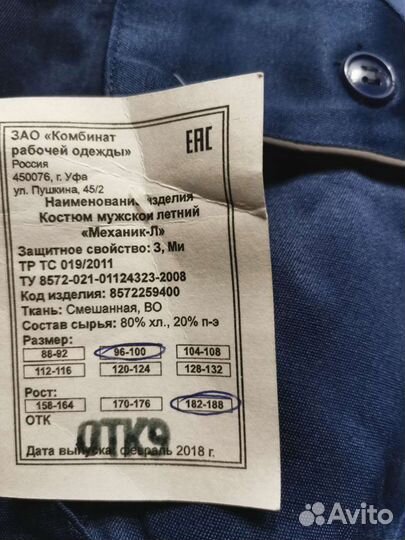 ЗАО «Комбинат
рабочей одежды»
EAC
Россия
450076, г. Уфа
ул. Пушкина, 45/2
Наименование изделия
Костюм мужской летний
«Механик-Л»
Защитное свойство: З, Ми
ТР ТС 019/2011
ТУ 8572-021-01124323-2008
Код изделия: 8572259400
Ткань: Смешанная, ВО
Состав сырья: 80% хл., 20% п-э
Размер:
88-92 96-100 104-108
112-116 120-124 128-132
Рост:
158-164 170-176 182-188
ОТК
ОТК9
Дата выпуска: февраль 2018 г.
Avito